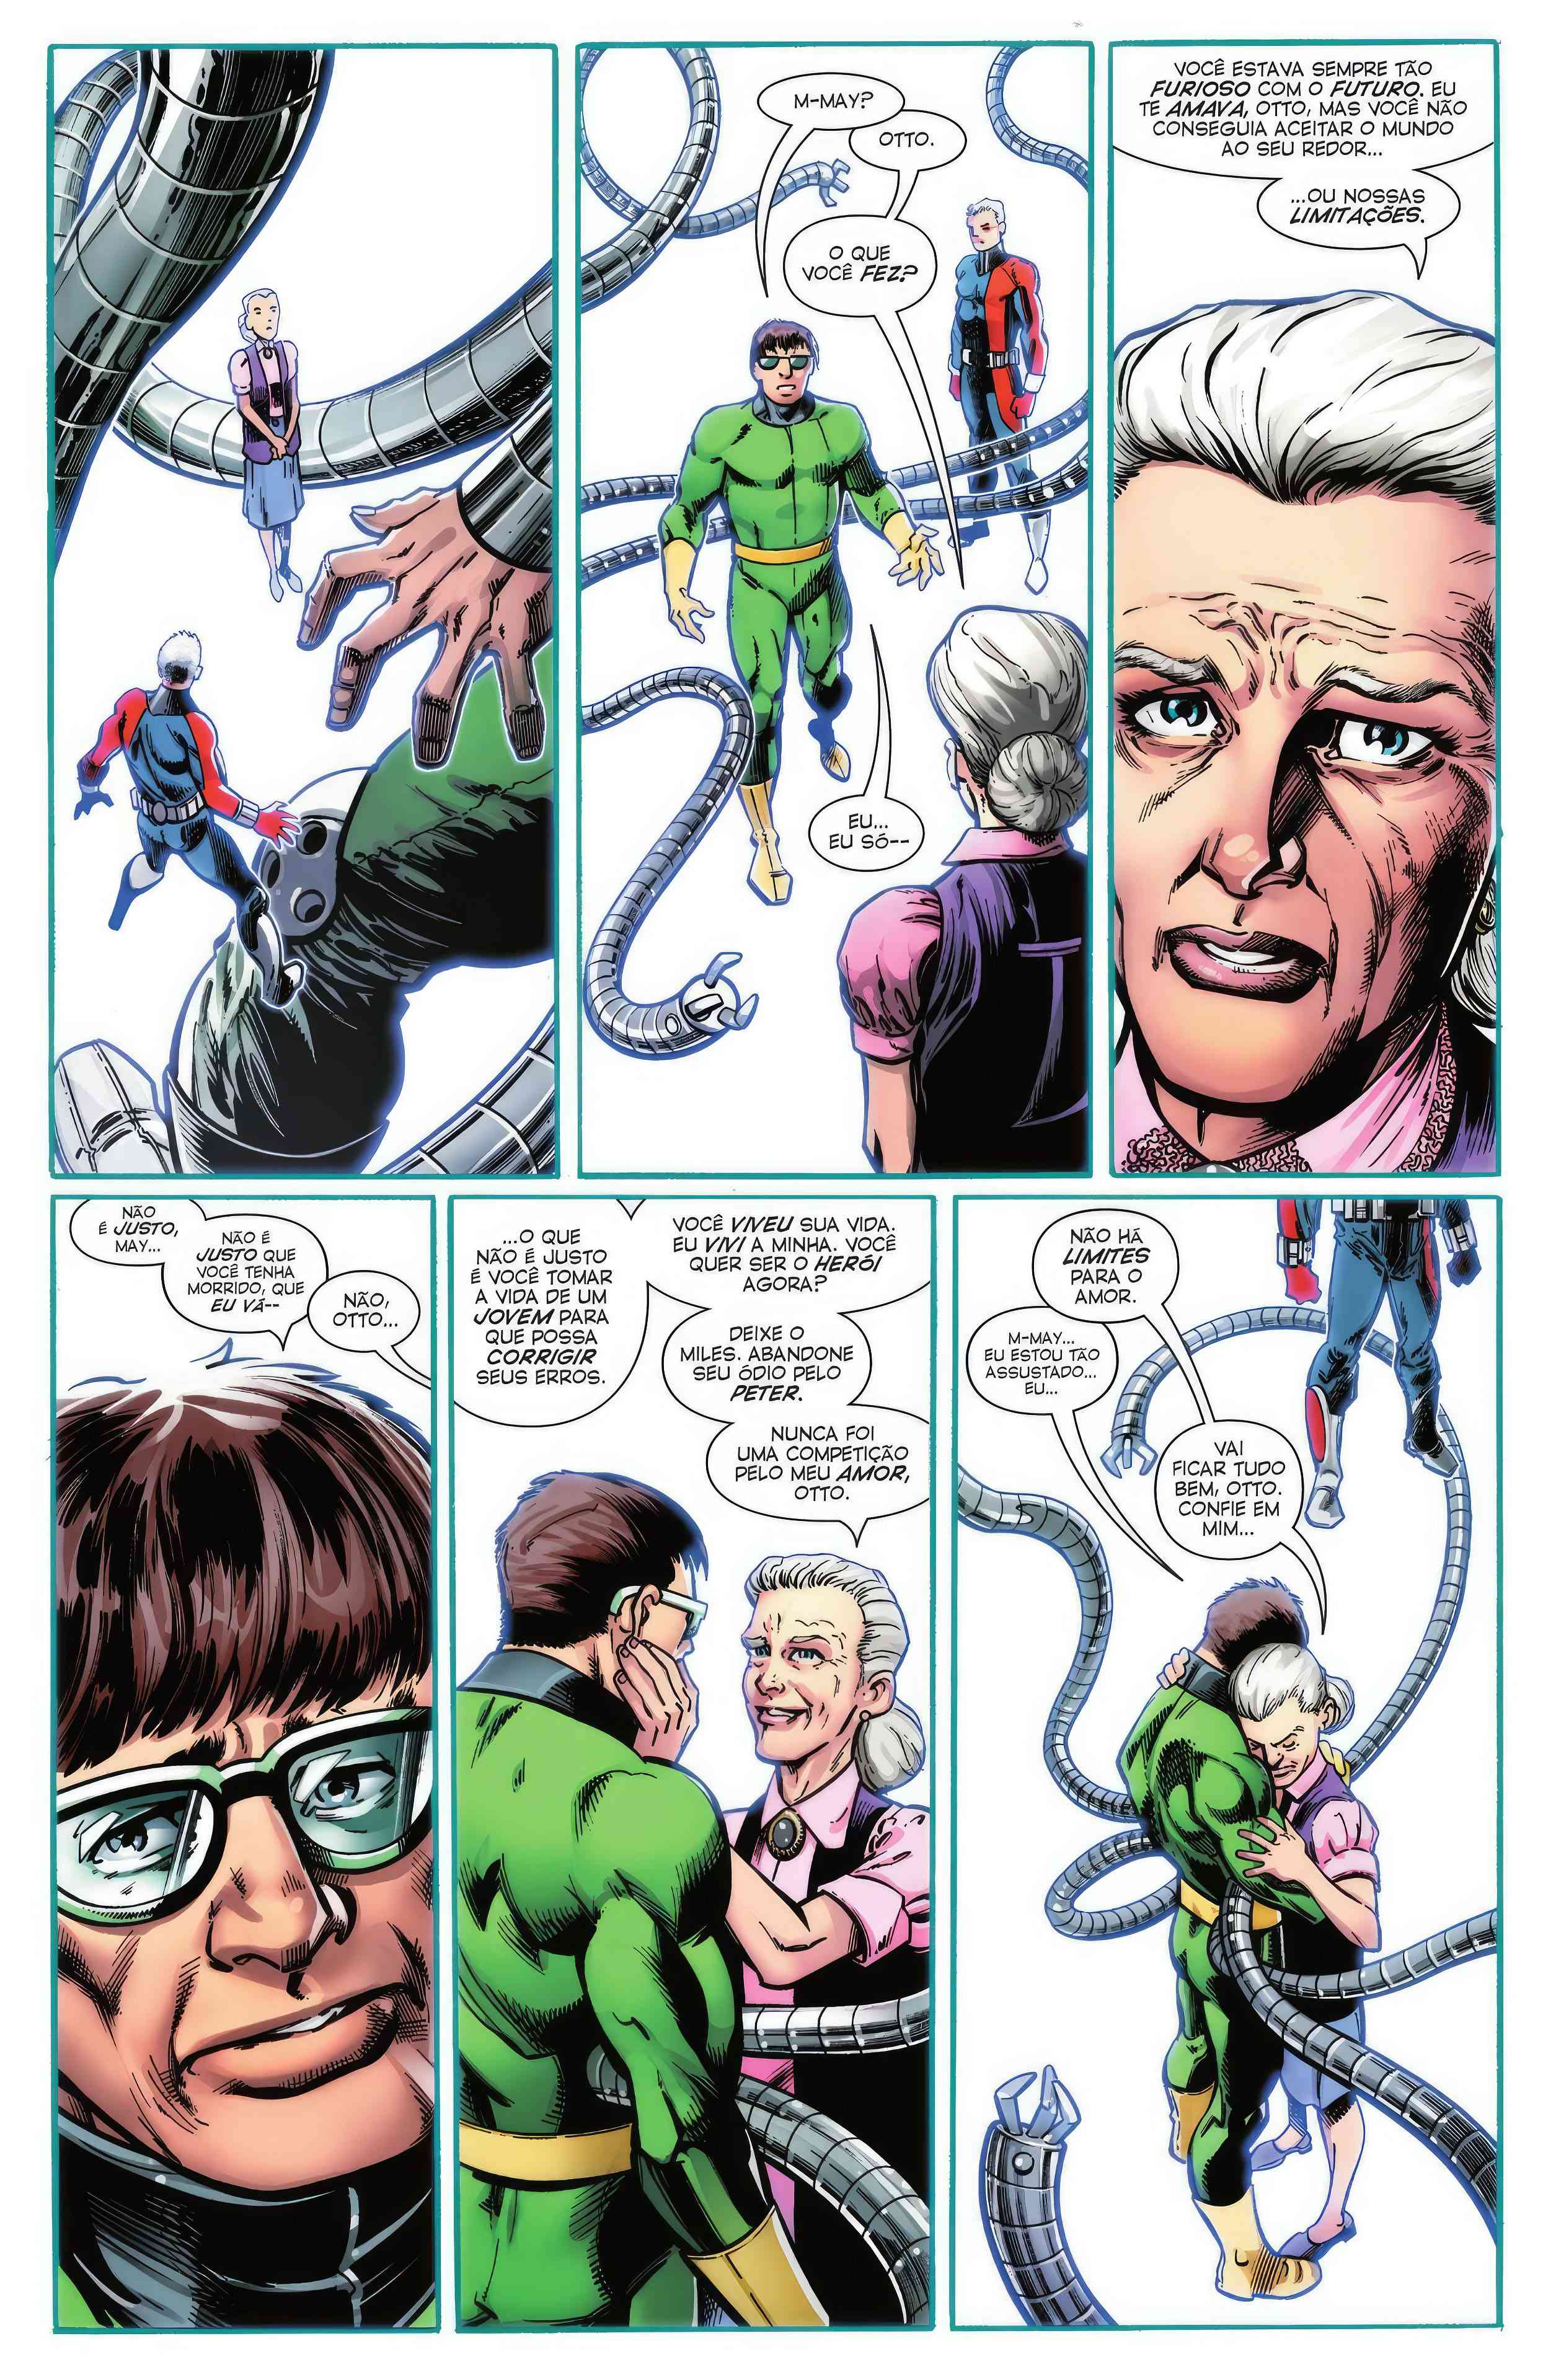 M-MAY?
OTTO.
O QUE
VOCÊ FEZ?
EU...
EU SÓ--
VOCÊ ESTAVA SEMPRE TÃO
FURIOSO COM O FUTURO. EU
TE AMAVA, OTTO, MAS VOCÊ NÃO
CONSEGUIA ACEITAR O MUNDO
AO SEU REDOR...
...OU NOSSAS
LIMITAÇÕES.
NÃO
É JUSTO,
MAY...
NÃO É
JUSTO QUE
VOCÊ TENHA
MORRIDO, QUE
EU VÁ--
NÃO,
OTTO...
...O QUE
NÃO É JUSTO
É VOCÊ TOMAR
A VIDA DE UM
JOVEM PARA
QUE POSSA
CORRIGIR
SEUS ERROS.
VOCÊ VIVEU SUA VIDA.
EU VIVI A MINHA. VOCÊ
QUER SER O HERÓI
AGORA?
DEIXE O
MILES. ABANDONE
SEU ÓDIO PELO
PETER.
NUNCA FOI
UMA COMPETIÇÃO
PELO MEU AMOR,
OTTO.
NÃO HÁ
LIMITES
PARA O
AMOR.
M-MAY...
EU ESTOU TÃO
ASSUSTADO...
EU...
VAI
FICAR TUDO
BEM, OTTO.
CONFIE EM
MIM...